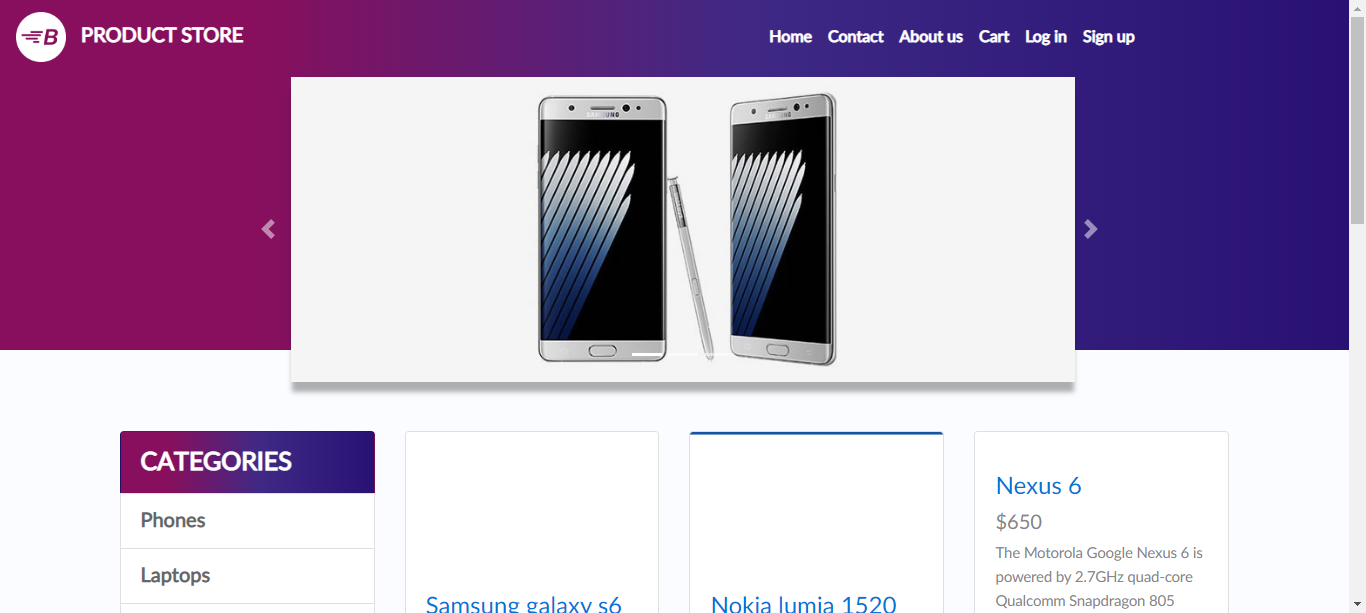 B
PRODUCT STORE
Home Contact About us Cart Log in Sign up
SAMSUNG
SAMSUNG
CATEGORIES
Phones
Laptops
Samsung galaxy s6
Nokia lumia 1520
Nexus 6
$650
The Motorola Google Nexus 6 is
powered by 2.7GHz quad-core
Qualcomm Snapdragon 805